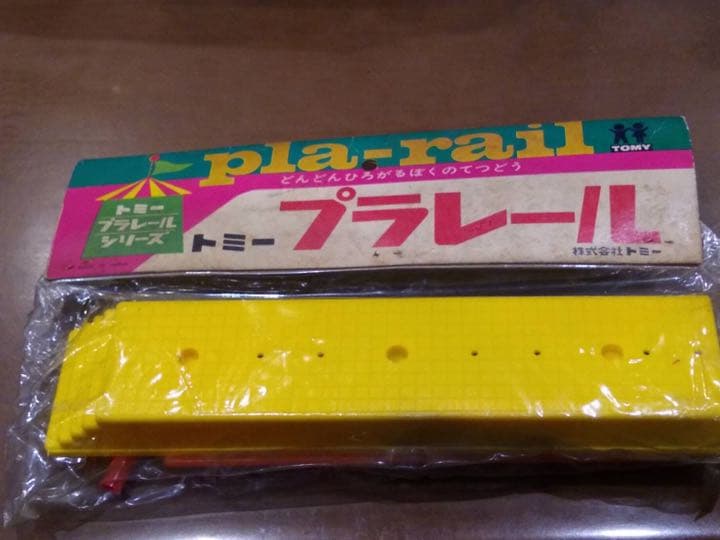 pla-rail
TOMY
どんどんひろがるぼくのてつどう
トミー
プラレール
シリーズ
トミー プラレール
株式会社トミー